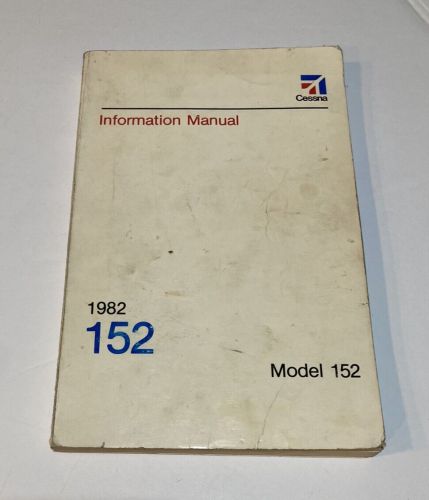 Cessna
Information Manual
1982
152
Model 152